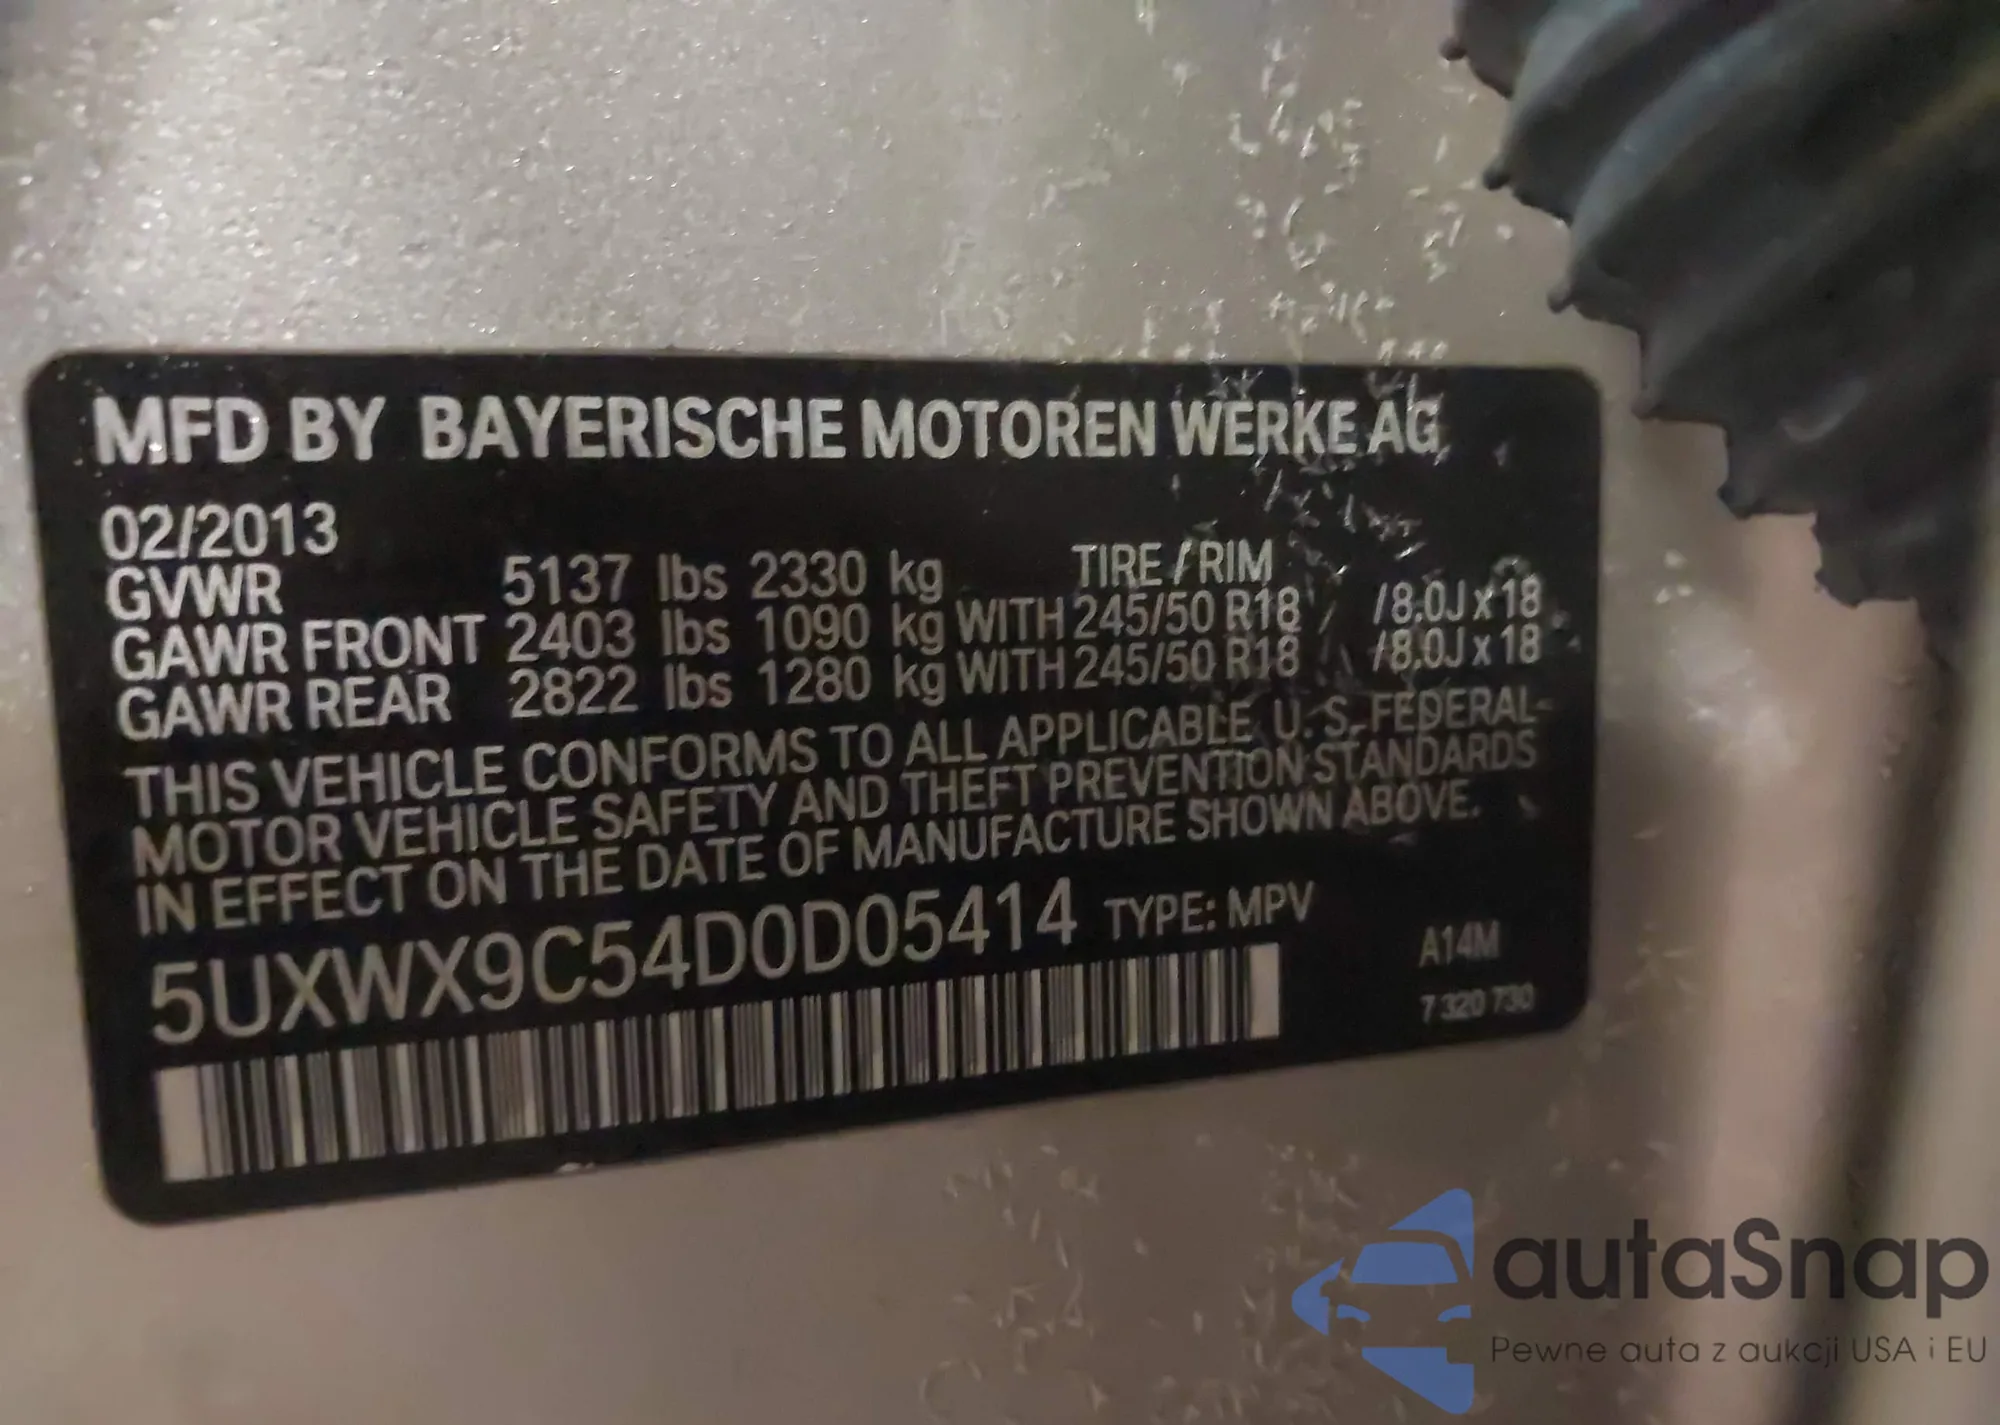 MFD BY BAYERISCHE MOTOREN WERKE AG
02/2013
GVWR 5137 lbs 2330 kg TIRE / RIM
GAWR FRONT 2403 lbs 1090 kg WITH 245/50 R18 /8.0J x 18
GAWR REAR 2822 lbs 1280 kg WITH 245/50 R18 /8.0J x 18
THIS VEHICLE CONFORMS TO ALL APPLICABLE U. S. FEDERAL
MOTOR VEHICLE SAFETY AND THEFT PREVENTION STANDARDS
IN EFFECT ON THE DATE OF MANUFACTURE SHOWN ABOVE.
5UXWX9C54D0D05414 TYPE: MPV
A14M
7 320 730
autaSnap
Pewne auta z aukcji USA i EU